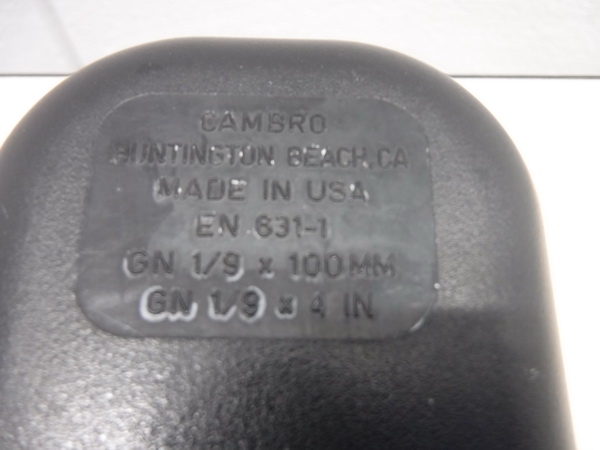 CAMBRO
HUNTINGTON BEACH, CA
MADE IN USA
EN 631-1
GN 1/9 x 100MM
GN 1/9 x 4 IN